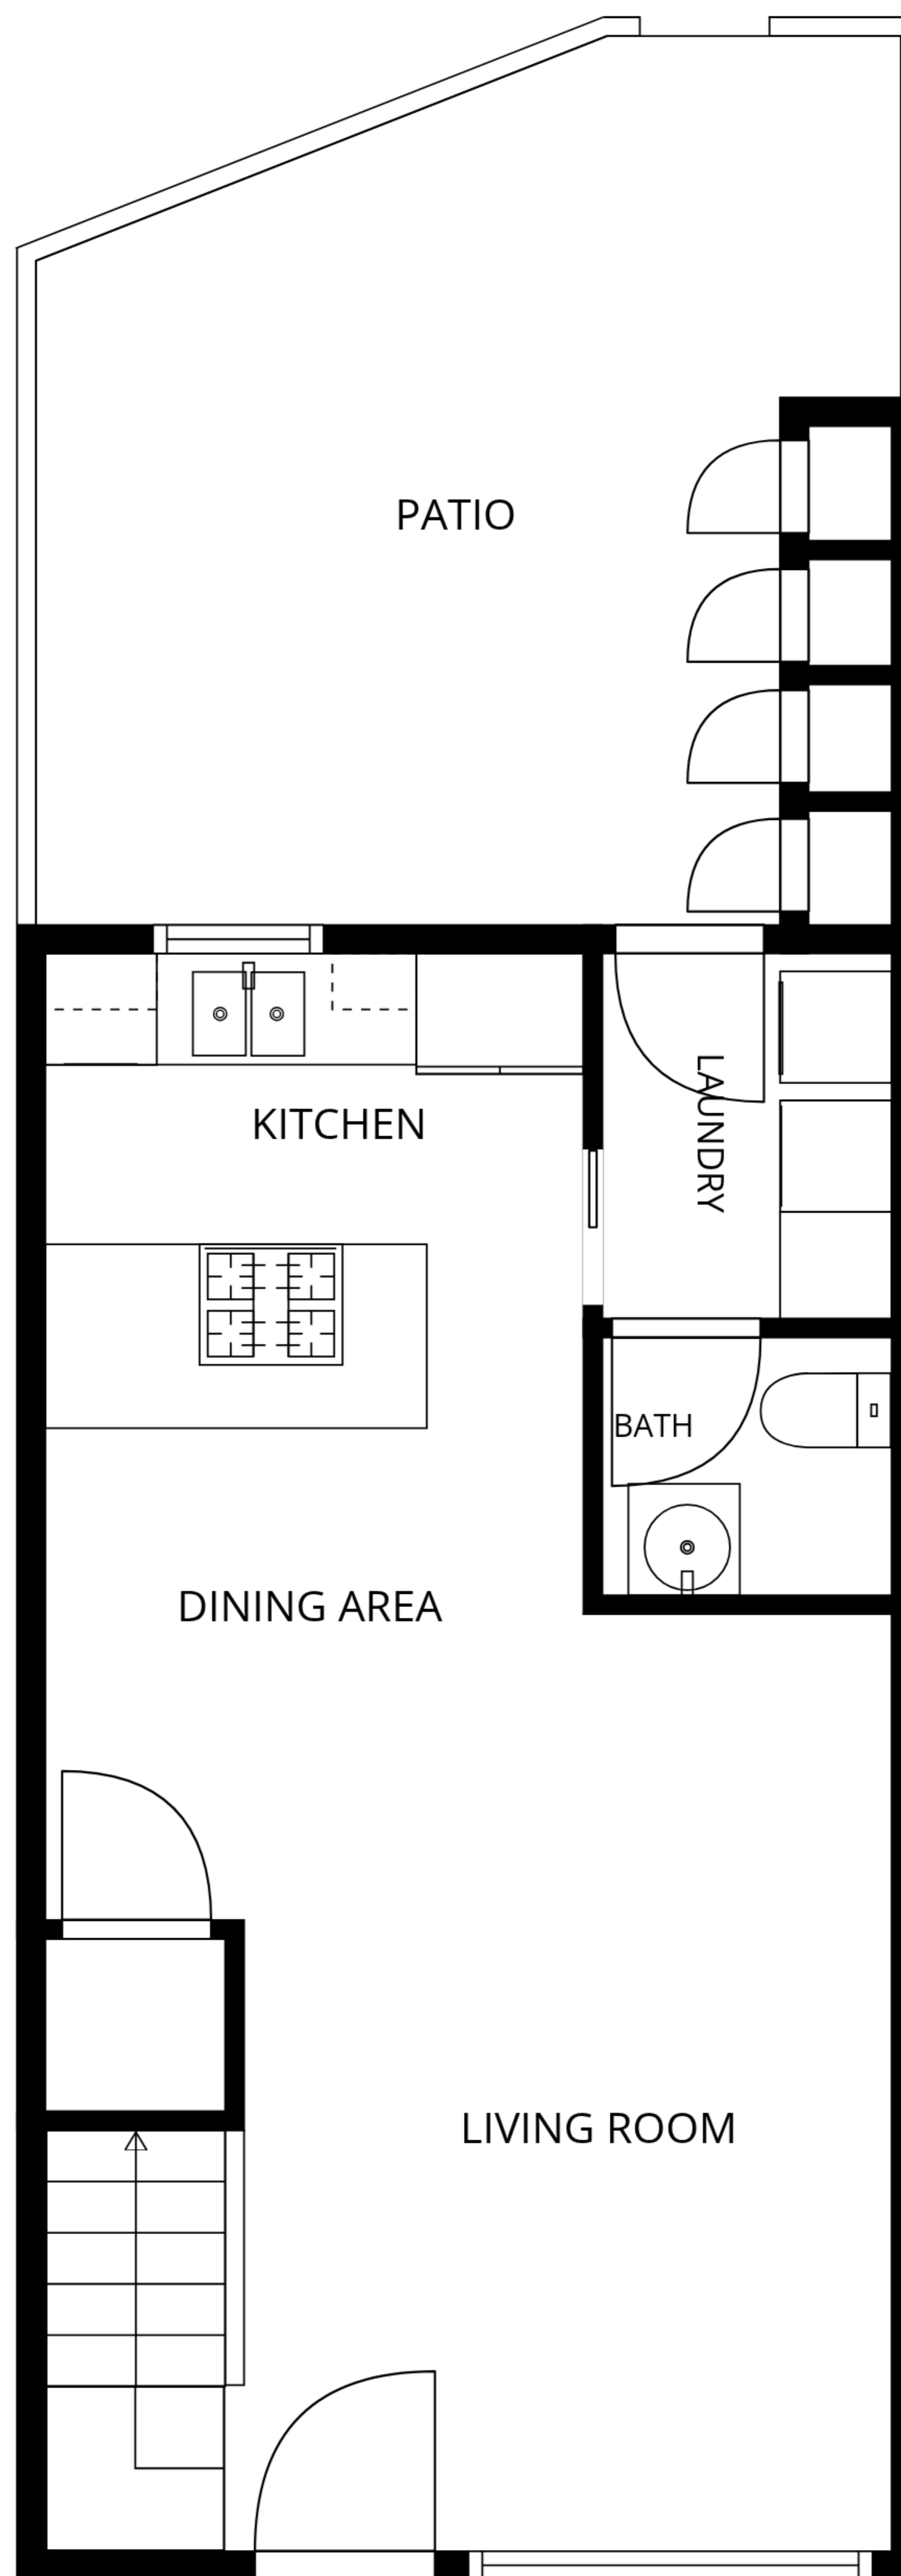 PATIO
KITCHEN
LAUNDRY
BATH
DINING AREA
LIVING ROOM